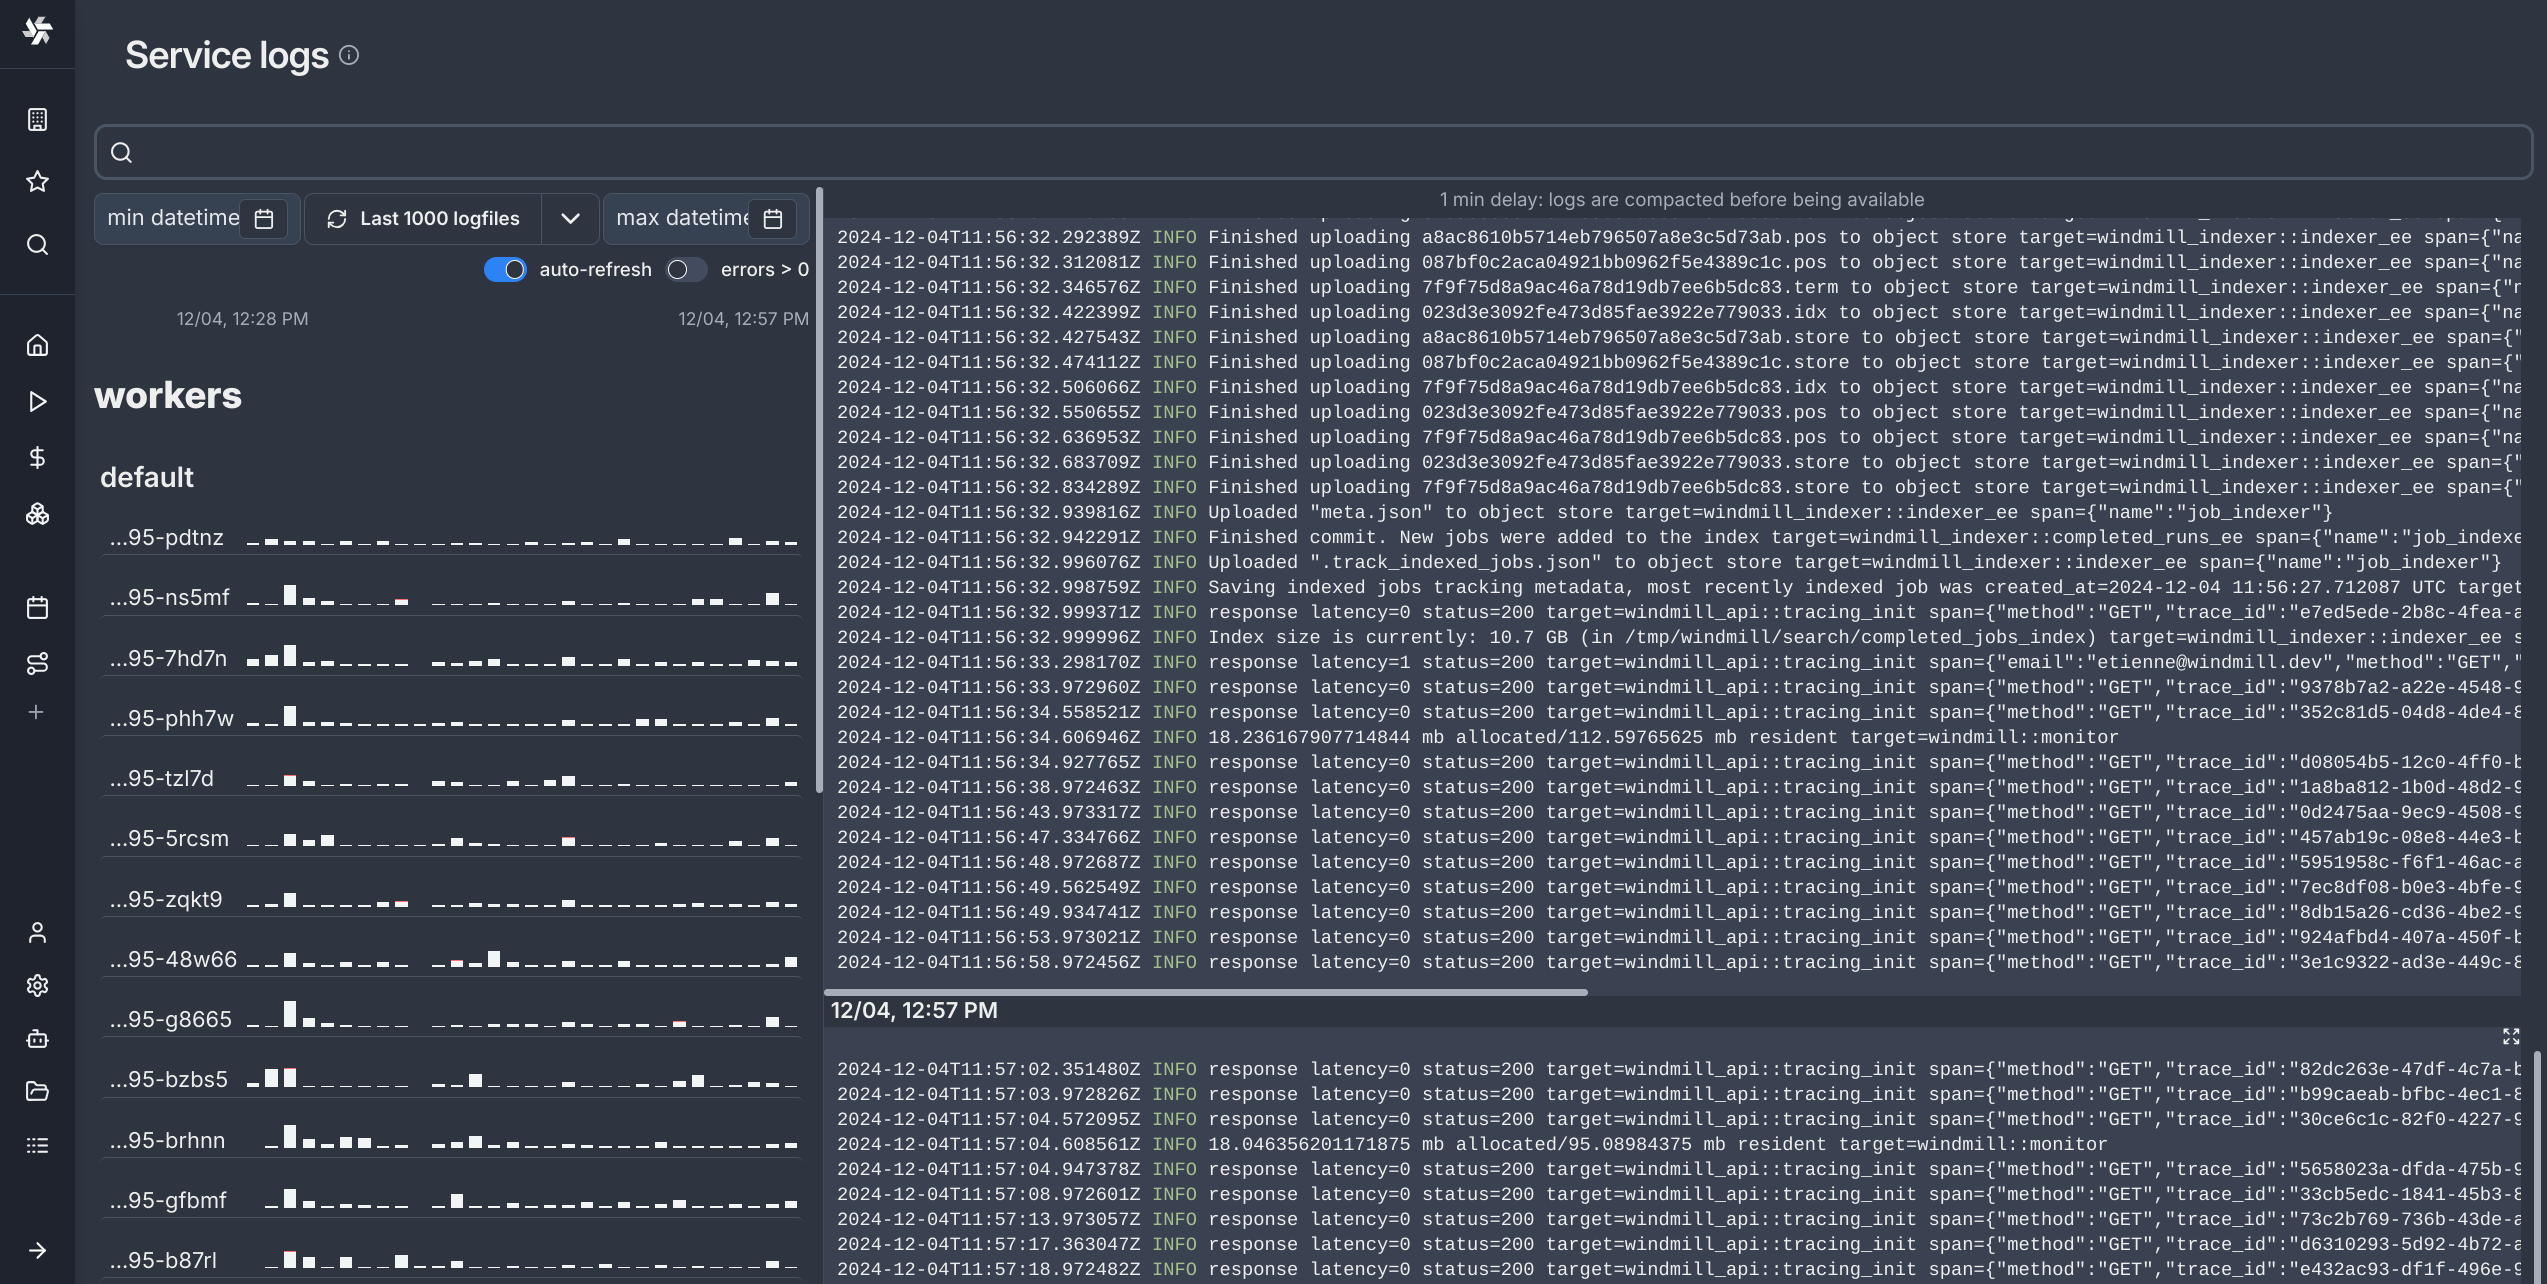 Service logs
min datetime
Last 1000 logfiles
max datetime
auto-refresh
errors > 0
12/04, 12:28 PM
12/04, 12:57 PM
workers
default
...95-pdtnz
...95-ns5mf
...95-7hd7n
...95-phh7w
...95-tzl7d
...95-5rcsm
...95-zqkt9
...95-48w66
...95-g8665
...95-bzbs5
...95-brhnn
...95-gfbmf
...95-b87rl
1 min delay: logs are compacted before being available
2024-12-04T11:56:32.292389Z INFO Finished uploading a8ac8610b5714eb796507a8e3c5d73ab.pos to object store target=windmill_indexer::indexer_ee span={"na
2024-12-04T11:56:32.312081Z INFO Finished uploading 087bf0c2aca04921bb0962f5e4389c1c.pos to object store target=windmill_indexer::indexer_ee span={"na
2024-12-04T11:56:32.346576Z INFO Finished uploading 7f9f75d8a9ac46a78d19db7ee6b5dc83.term to object store target=windmill_indexer::indexer_ee span={"n
2024-12-04T11:56:32.422399Z INFO Finished uploading 023d3e3092fe473d85fae3922e779033.idx to object store target=windmill_indexer::indexer_ee span={"na
2024-12-04T11:56:32.427543Z INFO Finished uploading a8ac8610b5714eb796507a8e3c5d73ab.store to object store target=windmill_indexer::indexer_ee span={"
2024-12-04T11:56:32.474112Z INFO Finished uploading 087bf0c2aca04921bb0962f5e4389c1c.store to object store target=windmill_indexer::indexer_ee span={"
2024-12-04T11:56:32.506066Z INFO Finished uploading 7f9f75d8a9ac46a78d19db7ee6b5dc83.idx to object store target=windmill_indexer::indexer_ee span={"na
2024-12-04T11:56:32.550655Z INFO Finished uploading 023d3e3092fe473d85fae3922e779033.pos to object store target=windmill_indexer::indexer_ee span={"na
2024-12-04T11:56:32.636953Z INFO Finished uploading 7f9f75d8a9ac46a78d19db7ee6b5dc83.pos to object store target=windmill_indexer::indexer_ee span={"na
2024-12-04T11:56:32.683709Z INFO Finished uploading 023d3e3092fe473d85fae3922e779033.store to object store target=windmill_indexer::indexer_ee span={"
2024-12-04T11:56:32.834289Z INFO Finished uploading 7f9f75d8a9ac46a78d19db7ee6b5dc83.store to object store target=windmill_indexer::indexer_ee span={"
2024-12-04T11:56:32.939816Z INFO Uploaded "meta.json" to object store target=windmill_indexer::indexer_ee span={"name":"job_indexer"}
2024-12-04T11:56:32.942291Z INFO Finished commit. New jobs were added to the index target=windmill_indexer::completed_runs_ee span={"name":"job_indexe
2024-12-04T11:56:32.996076Z INFO Uploaded ".track_indexed_jobs.json" to object store target=windmill_indexer::indexer_ee span={"name":"job_indexer"}
2024-12-04T11:56:32.998759Z INFO Saving indexed jobs tracking metadata, most recently indexed job was created_at=2024-12-04 11:56:27.712087 UTC target
2024-12-04T11:56:32.999371Z INFO response latency=0 status=200 target=windmill_api::tracing_init span={"method":"GET","trace_id":"e7ed5ede-2b8c-4fea-a
2024-12-04T11:56:32.999996Z INFO Index size is currently: 10.7 GB (in /tmp/windmill/search/completed_jobs_index) target=windmill_indexer::indexer_ee s
2024-12-04T11:56:33.298170Z INFO response latency=1 status=200 target=windmill_api::tracing_init span={"email":"etienne@windmill.dev","method":"GET","
2024-12-04T11:56:33.972960Z INFO response latency=0 status=200 target=windmill_api::tracing_init span={"method":"GET","trace_id":"9378b7a2-a22e-4548-9
2024-12-04T11:56:34.558521Z INFO response latency=0 status=200 target=windmill_api::tracing_init span={"method":"GET","trace_id":"352c81d5-04d8-4de4-8
2024-12-04T11:56:34.606946Z INFO 18.236167907714844 mb allocated/112.59765625 mb resident target=windmill::monitor
2024-12-04T11:56:34.927765Z INFO response latency=0 status=200 target=windmill_api::tracing_init span={"method":"GET","trace_id":"d08054b5-12c0-4ff0-b
2024-12-04T11:56:38.972463Z INFO response latency=0 status=200 target=windmill_api::tracing_init span={"method":"GET","trace_id":"1a8ba812-1b0d-48d2-9
2024-12-04T11:56:43.973317Z INFO response latency=0 status=200 target=windmill_api::tracing_init span={"method":"GET","trace_id":"0d2475aa-9ec9-4508-9
2024-12-04T11:56:47.334766Z INFO response latency=0 status=200 target=windmill_api::tracing_init span={"method":"GET","trace_id":"457ab19c-08e8-44e3-b
2024-12-04T11:56:48.972687Z INFO response latency=0 status=200 target=windmill_api::tracing_init span={"method":"GET","trace_id":"5951958c-f6f1-46ac-a
2024-12-04T11:56:49.562549Z INFO response latency=0 status=200 target=windmill_api::tracing_init span={"method":"GET","trace_id":"7ec8df08-b0e3-4bfe-9
2024-12-04T11:56:49.934741Z INFO response latency=0 status=200 target=windmill_api::tracing_init span={"method":"GET","trace_id":"8db15a26-cd36-4be2-9
2024-12-04T11:56:53.973021Z INFO response latency=0 status=200 target=windmill_api::tracing_init span={"method":"GET","trace_id":"924afbd4-407a-450f-b
2024-12-04T11:56:58.972456Z INFO response latency=0 status=200 target=windmill_api::tracing_init span={"method":"GET","trace_id":"3e1c9322-ad3e-449c-8
12/04, 12:57 PM
2024-12-04T11:57:02.351480Z INFO response latency=0 status=200 target=windmill_api::tracing_init span={"method":"GET","trace_id":"82dc263e-47df-4c7a-b
2024-12-04T11:57:03.972826Z INFO response latency=0 status=200 target=windmill_api::tracing_init span={"method":"GET","trace_id":"b99caeab-bfbc-4ec1-8
2024-12-04T11:57:04.572095Z INFO response latency=0 status=200 target=windmill_api::tracing_init span={"method":"GET","trace_id":"30ce6c1c-82f0-4227-9
2024-12-04T11:57:04.608561Z INFO 18.046356201171875 mb allocated/95.08984375 mb resident target=windmill::monitor
2024-12-04T11:57:04.947378Z INFO response latency=0 status=200 target=windmill_api::tracing_init span={"method":"GET","trace_id":"5658023a-dfda-475b-9
2024-12-04T11:57:08.972601Z INFO response latency=0 status=200 target=windmill_api::tracing_init span={"method":"GET","trace_id":"33cb5edc-1841-45b3-8
2024-12-04T11:57:13.973057Z INFO response latency=0 status=200 target=windmill_api::tracing_init span={"method":"GET","trace_id":"73c2b769-736b-43de-a
2024-12-04T11:57:17.363047Z INFO response latency=0 status=200 target=windmill_api::tracing_init span={"method":"GET","trace_id":"d6310293-5d92-4b72-a
2024-12-04T11:57:18.972482Z INFO response latency=0 status=200 target=windmill_api::tracing_init span={"method":"GET","trace_id":"e432ac93-df1f-496e-9